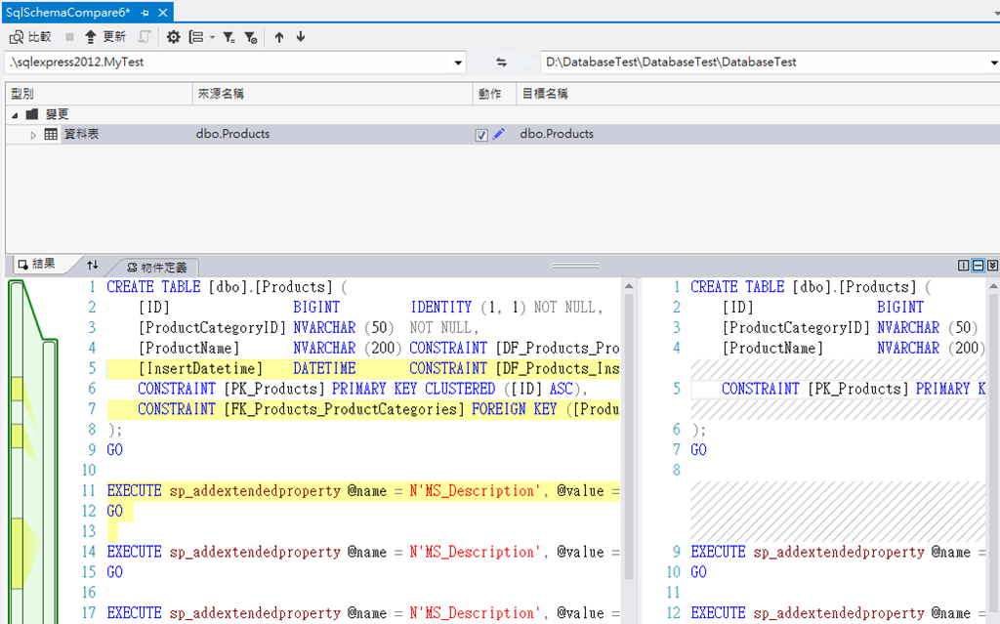 SqlSchemaCompare6*
比較 更新
.\sqlexpress2012.MyTest D:\DatabaseTest\DatabaseTest\DatabaseTest
型別 來源名稱 動作 目標名稱
變更
資料表 dbo.Products dbo.Products
結果 物件定義
1 CREATE TABLE [dbo].[Products] (
2 [ID] BIGINT IDENTITY (1, 1) NOT NULL,
3 [ProductCategoryID] NVARCHAR (50) NOT NULL,
4 [ProductName] NVARCHAR (200) CONSTRAINT [DF_Products_Pro
5 [InsertDatetime] DATETIME CONSTRAINT [DF_Products_Ins
6 CONSTRAINT [PK_Products] PRIMARY KEY CLUSTERED ([ID] ASC),
7 CONSTRAINT [FK_Products_ProductCategories] FOREIGN KEY ([Produ
8 );
9 GO
10
11 EXECUTE sp_addextendedproperty @name = N'MS_Description', @value =
12 GO
13
14 EXECUTE sp_addextendedproperty @name = N'MS_Description', @value =
15 GO
16
17 EXECUTE sp_addextendedproperty @name = N'MS_Description', @value =
1 CREATE TABLE [dbo].[Products] (
2 [ID] BIGINT
3 [ProductCategoryID] NVARCHAR (50)
4 [ProductName] NVARCHAR (200)
5 CONSTRAINT [PK_Products] PRIMARY K
6 );
7 GO
8
9 EXECUTE sp_addextendedproperty @name =
10 GO
11
12 EXECUTE sp_addextendedproperty @name =